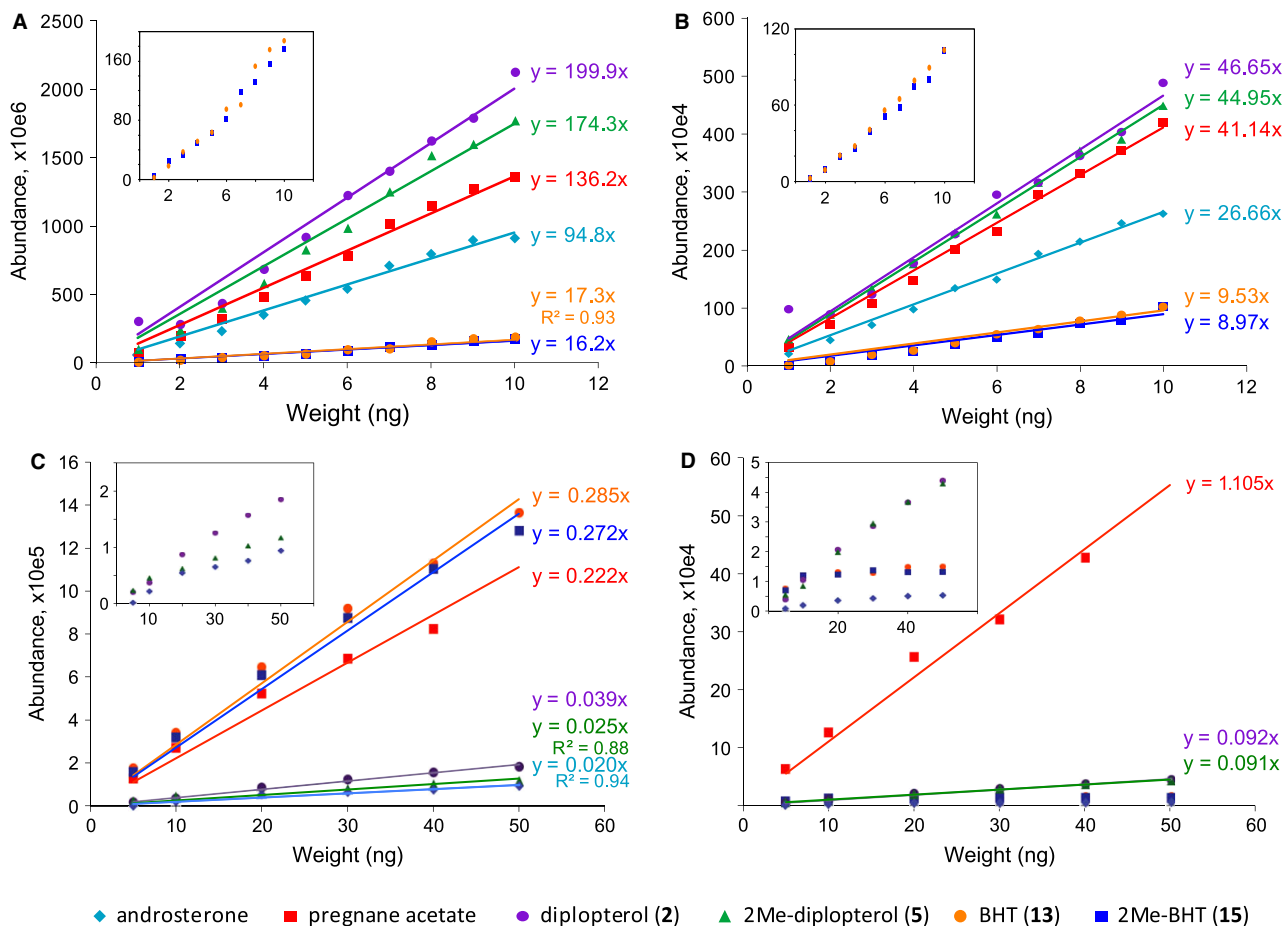 A
Abundance, x10e6
2500
2000
1500
1000
500
0
160
80
0
2 4 6 8 10
y = 199.9x
y = 174.3x
y = 136.2x
y = 94.8x
17.3x
R² = 0.93
y = 16.2x
0 2 4 6 8 10 12
Weight (ng)
B
Abundance, x10e4
600
500
400
300
200
100
0
120
60
0
2 4 6 8 10
y = 46.65x
y = 44.95x
y = 41.14x
y = 26.66x
y = 9.53x
y = 8.97x
0 2 4 6 8 10 12
Weight (ng)
C
Abundance, x10e5
16
14
12
10
8
6
4
2
0
2
1
0
10 30 50
y = 0.285x
y = 0.272x
y = 0.222x
y = 0.039x
y = 0.025x
R² = 0.88
y = 0.020x
R² = 0.94
0 10 20 30 40 50 60
Weight (ng)
D
Abundance, x10e4
60
50
40
30
20
10
5
4
3
2
1
0
20 40
y = 1.105x
y = 0.092x
y = 0.091x
0 10 20 30 40 50 60
Weight (ng)
androsterone pregnane acetate diplopterol (2) 2Me-diplopterol (5) BHT (13) 2Me-BHT (15)